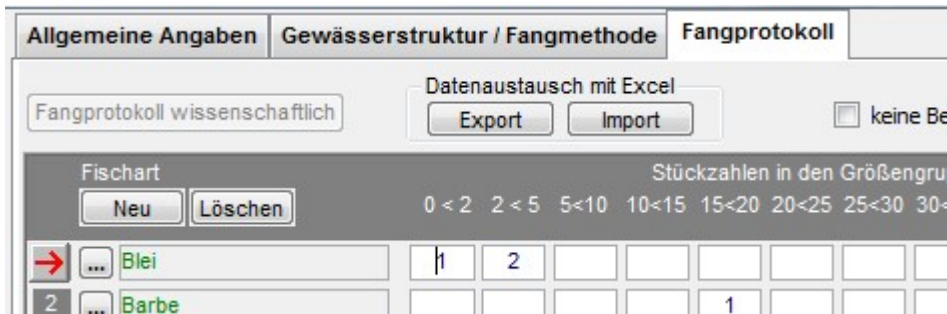 Allgemeine Angaben Gewässerstruktur / Fangmethode Fangprotokoll
Datenaustausch mit Excel
Fangprotokoll wissenschaftlich Export Import keine
Fischart Stückzahlen in den
Neu Löschen 0 < 2 2 < 5 5<10 10<15 15<20 20<25 25<30
... Blei 1 2
2 ... Barbe 1